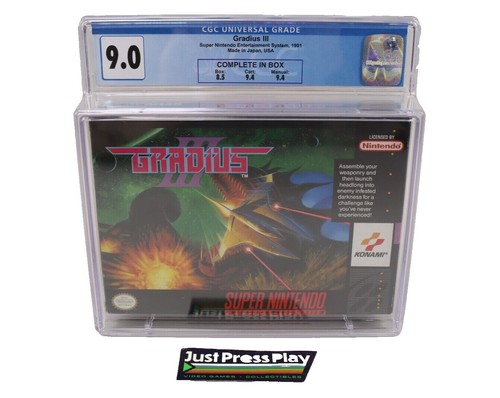 CGC UNIVERSAL GRADE
Gradius III
Super Nintendo Entertainment System, 1991
Made in Japan, USA
9.0
COMPLETE IN BOX
Box: Cart: Manual:
8.5 9.4 9.4
GRADIUS
III
TM
LICENSED BY
Nintendo
Assemble your
weaponry and
then launch
headlong into
enemy infested
darkness for a
challenge like
you've never
experienced!
KONAMI
SUPER NINTENDO
JUST PRESS PLAY
VIDEO GAMES • COLLECTIBLES